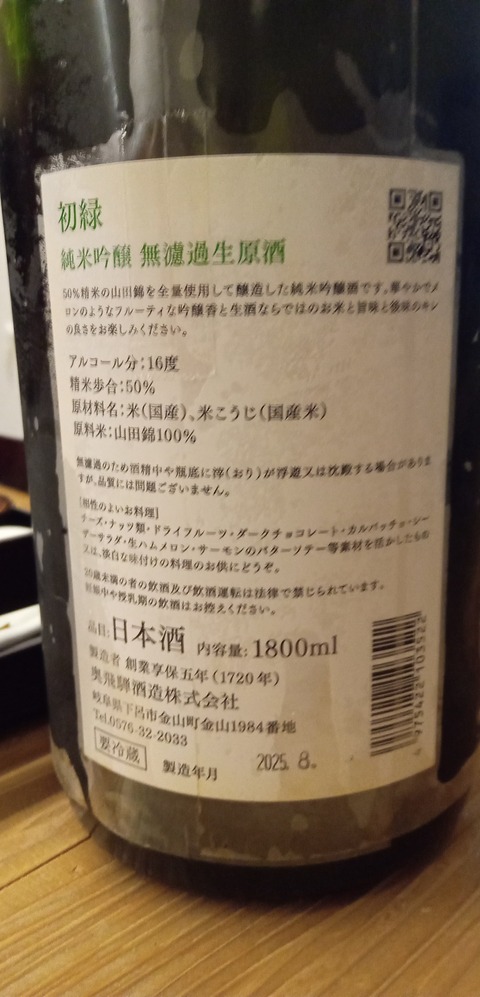 初緑
純米吟醸 無濾過生原酒
50%精米の山田錦を全量使用して醸造した純米吟醸酒です。華やかでメ
ロンのようなフルーティな吟醸香と生酒ならではのお米と旨味と後味のキレ
の良さをお楽しみください。
アルコール分:16度
精米歩合:50%
原材料名:米(国産)、米こうじ(国産米)
原料米:山田錦100%
無濾過のため酒精中や瓶底に滓(おり)が浮遊又は沈殿する場合がありま
すが、品質には問題ございません。
[相性のよいお料理]
チーズ・ナッツ類・ドライフルーツ・ダークチョコレート・カルパッチョ・シー
ザーサラダ・生ハムメロン・サーモンのバターソテー等素材を活かしたもの
又は、淡白な味付けの料理のお供にどうぞ。
20歳未満の者の飲酒及び飲酒運転は法律で禁じられています。
妊娠中や授乳期の飲酒はお控えください。
品目:日本酒 内容量:1800ml
製造者 創業享保五年(1720年)
奥飛騨酒造株式会社
岐阜県下呂市金山町金山1984番地
Tel.0576-32-2033
要冷蔵 製造年月 2025. 8.